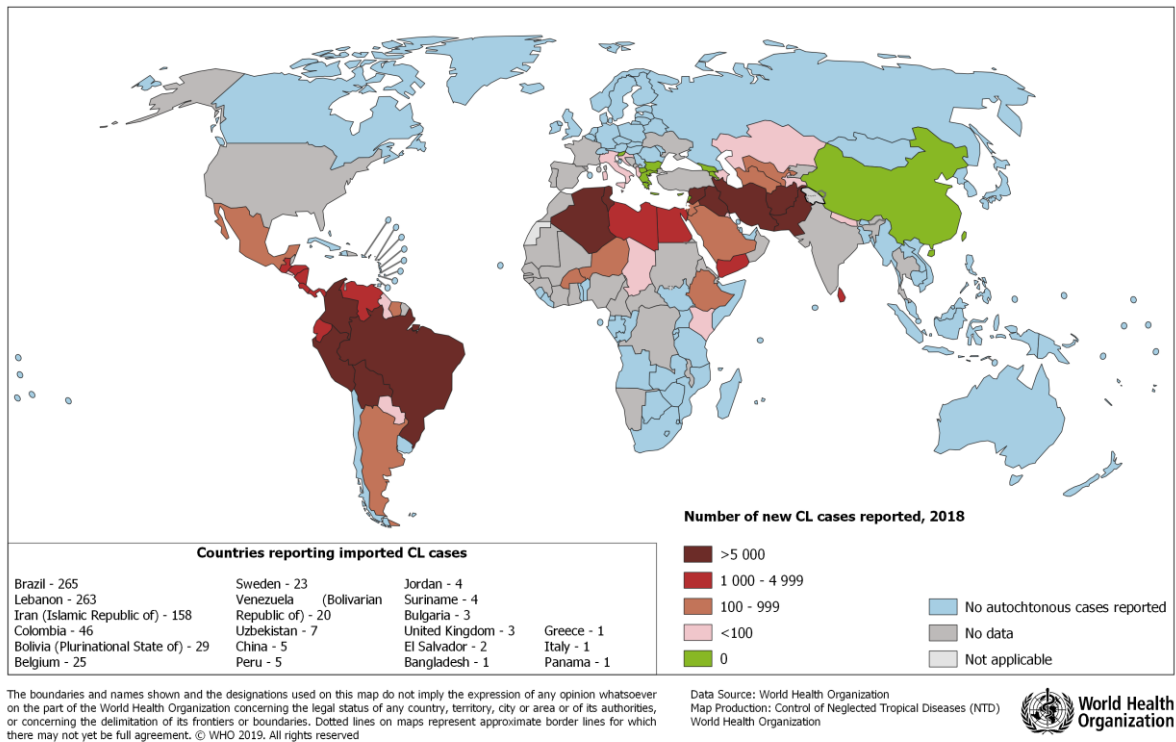 Number of new CL cases reported, 2018
>5 000
1 000 - 4 999
100 - 999
<100
0
No autochtonous cases reported
No data
Not applicable
Countries reporting imported CL cases
Brazil - 265
Lebanon - 263
Iran (Islamic Republic of) - 158
Colombia - 46
Bolivia (Plurinational State of) - 29
Belgium - 25
Sweden - 23
Venezuela (Bolivarian
Republic of) - 20
Uzbekistan - 7
China - 5
Peru - 5
Jordan - 4
Suriname - 4
Bulgaria - 3
United Kingdom - 3
El Salvador - 2
Bangladesh - 1
Greece - 1
Italy - 1
Panama - 1
The boundaries and names shown and the designations used on this map do not imply the expression of any opinion whatsoever
on the part of the World Health Organization concerning the legal status of any country, territory, city or area or of its authorities,
or concerning the delimitation of its frontiers or boundaries. Dotted lines on maps represent approximate border lines for which
there may not yet be full agreement. © WHO 2019. All rights reserved
Data Source: World Health Organization
Map Production: Control of Neglected Tropical Diseases (NTD)
World Health Organization
World Health
Organization